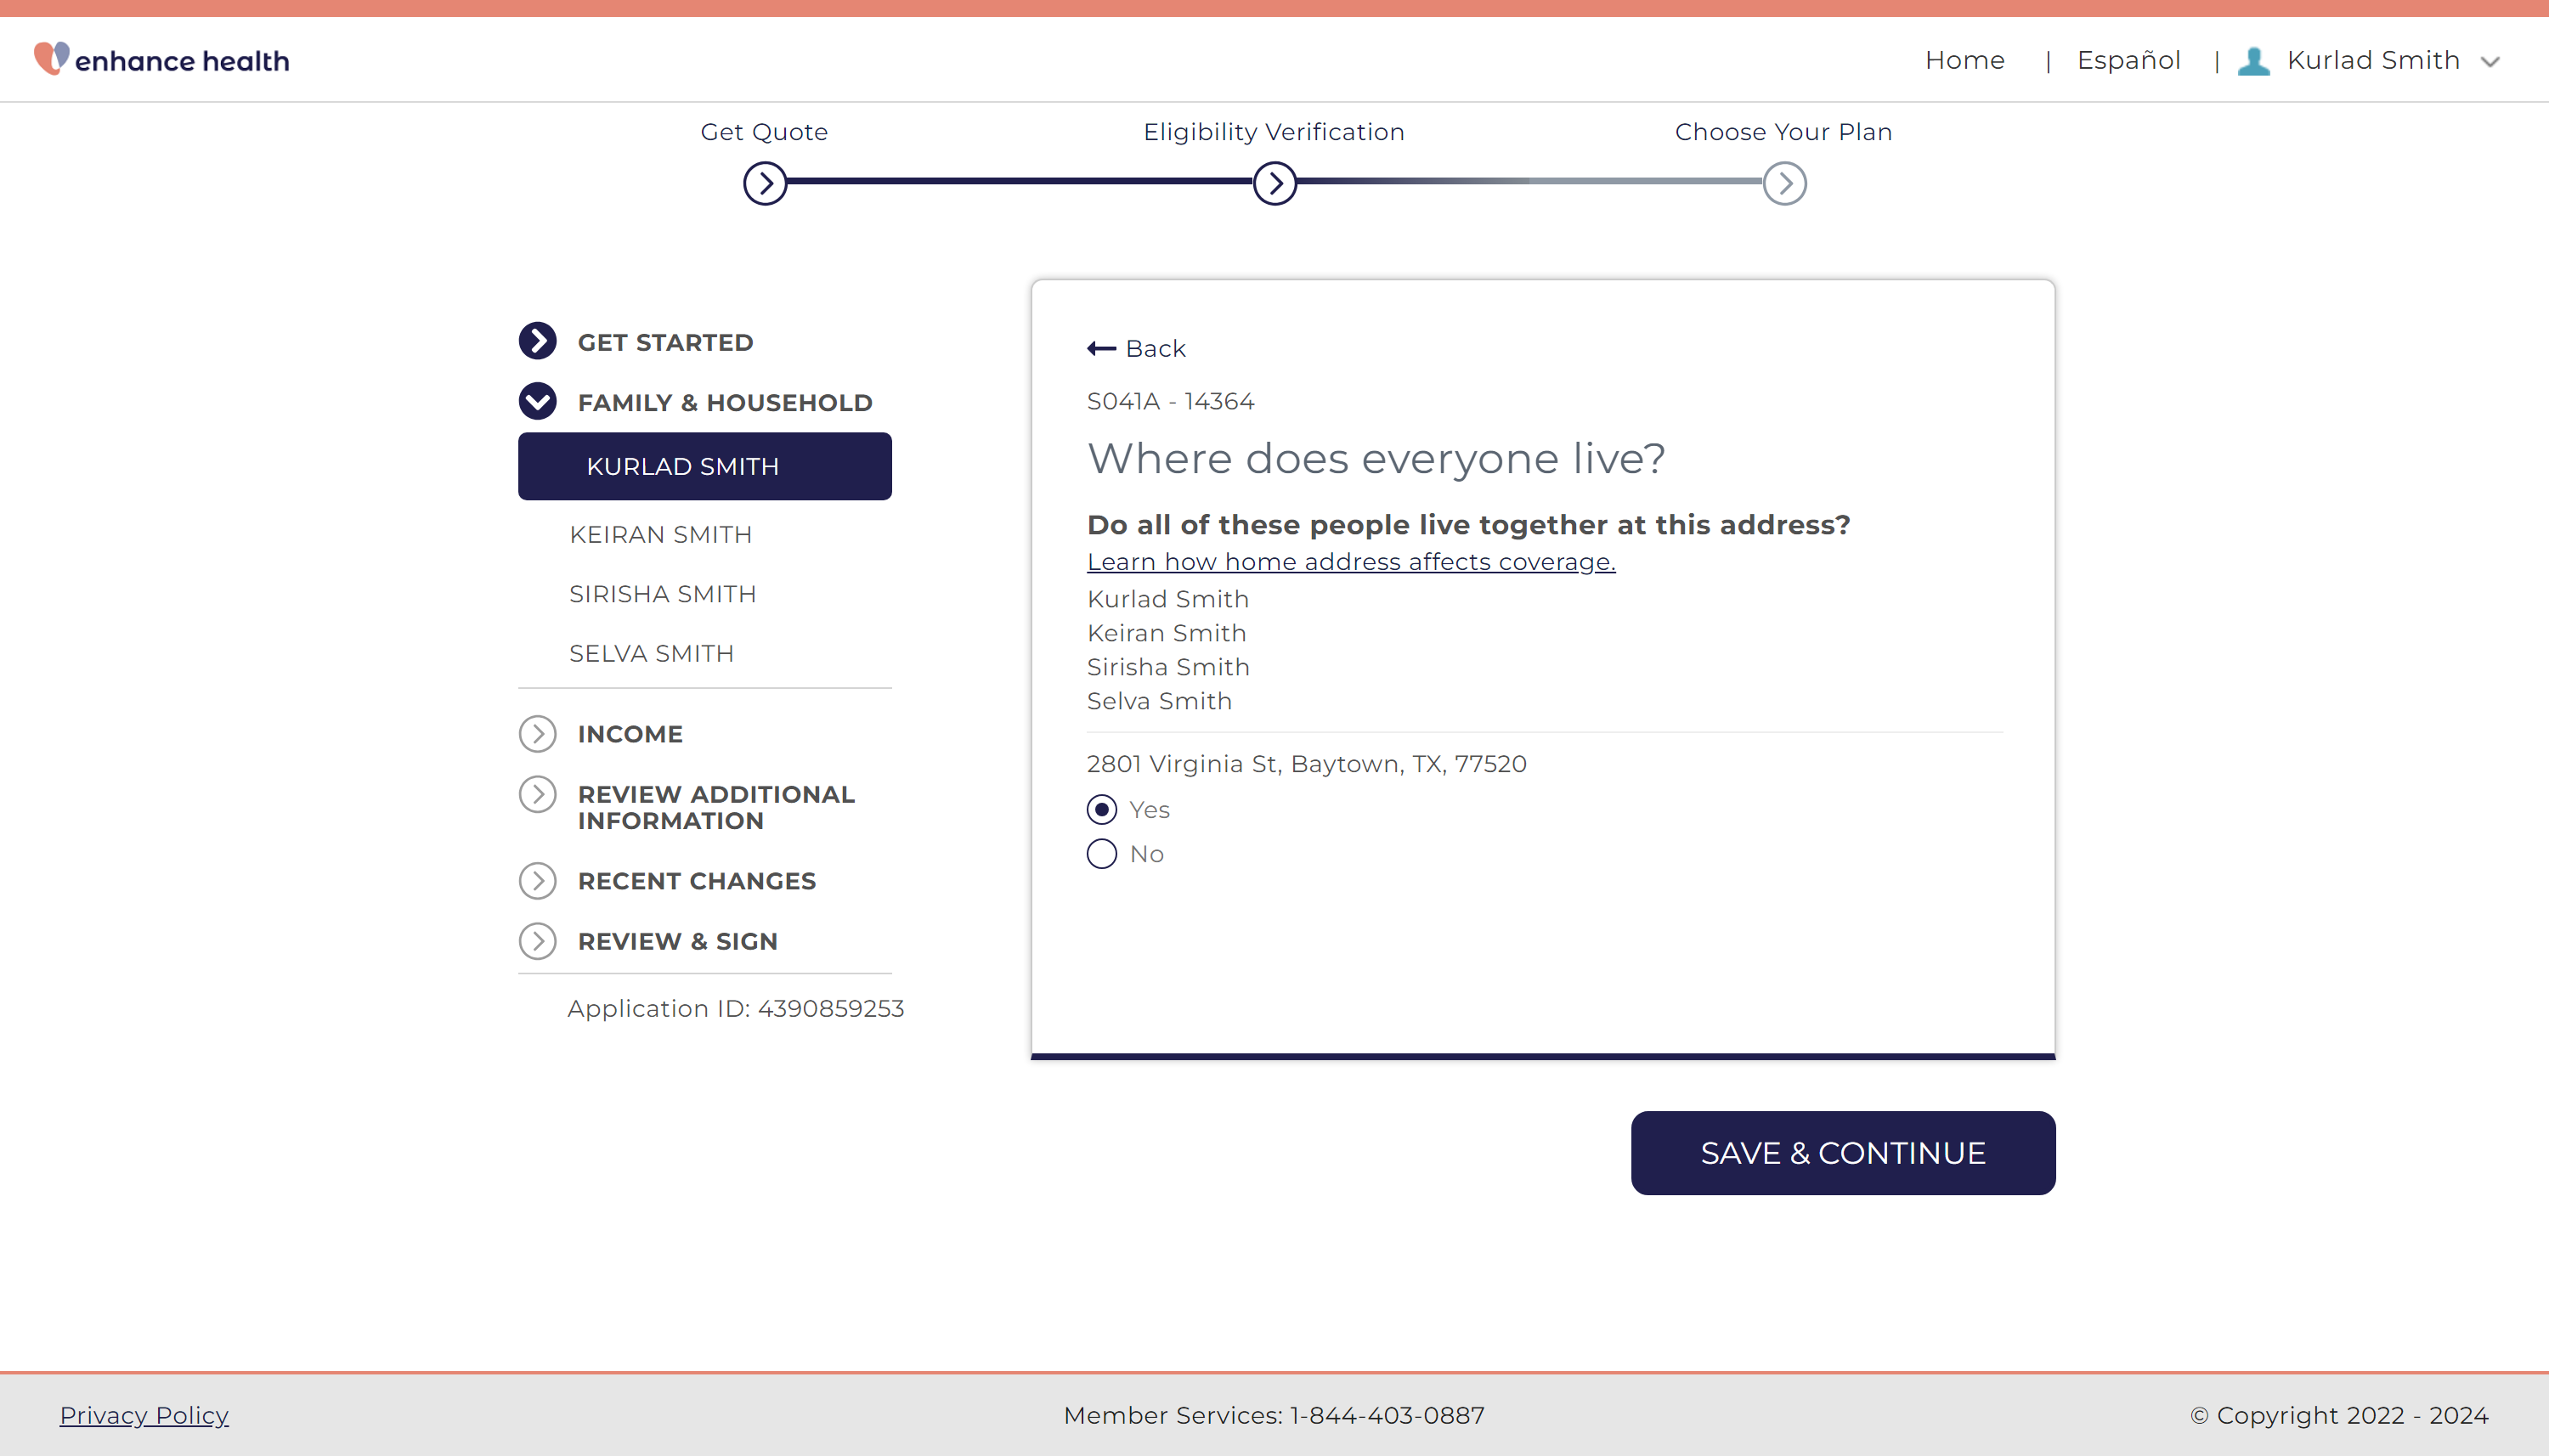 enhance health
Home | Español | Kurlad Smith
Get Quote
Eligibility Verification
Choose Your Plan
GET STARTED
FAMILY & HOUSEHOLD
KURLAD SMITH
KEIRAN SMITH
SIRISHA SMITH
SELVA SMITH
INCOME
REVIEW ADDITIONAL
INFORMATION
RECENT CHANGES
REVIEW & SIGN
Application ID: 4390859253
Back
S041A - 14364
Where does everyone live?
Do all of these people live together at this address?
Learn how home address affects coverage.
Kurlad Smith
Keiran Smith
Sirisha Smith
Selva Smith
2801 Virginia St, Baytown, TX, 77520
Yes
No
SAVE & CONTINUE
Privacy Policy
Member Services: 1-844-403-0887
© Copyright 2022 - 2024